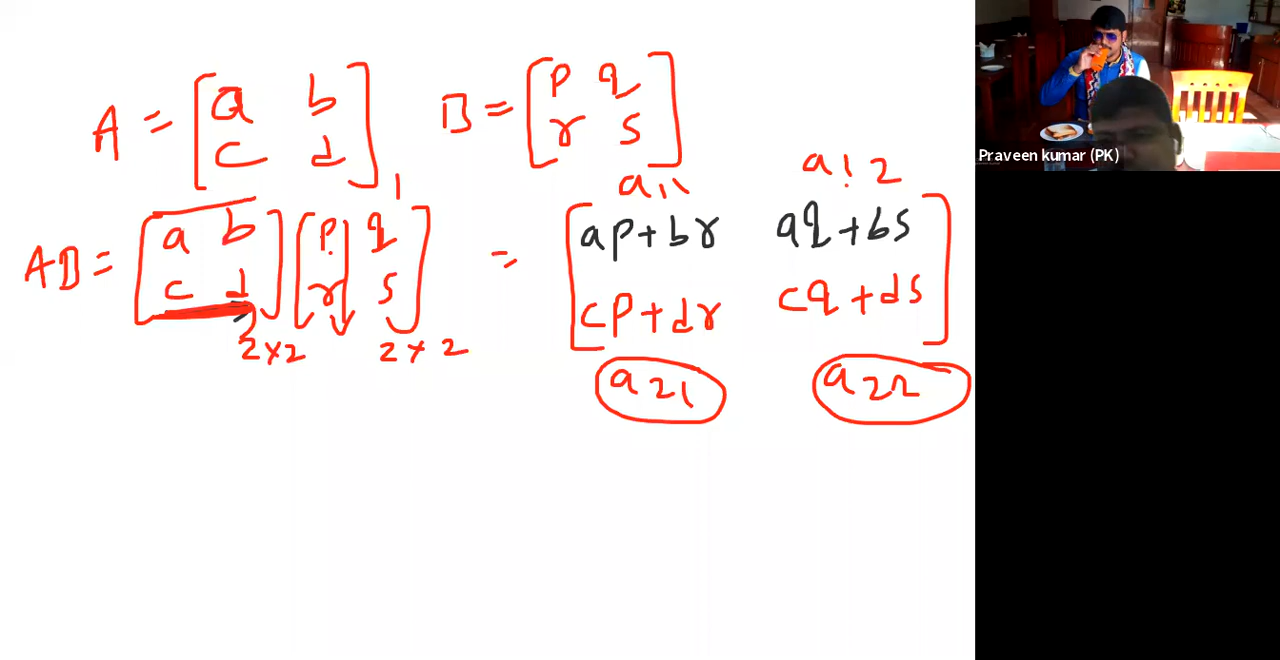 A = [a b B = [p q
c d] r s]
a11 a12
AB = [a b [p q = [ap+br aq+bs
c d] r s] cp+dr cq+ds]
2×2 2×2
a21 a22
Praveen kumar (PK)